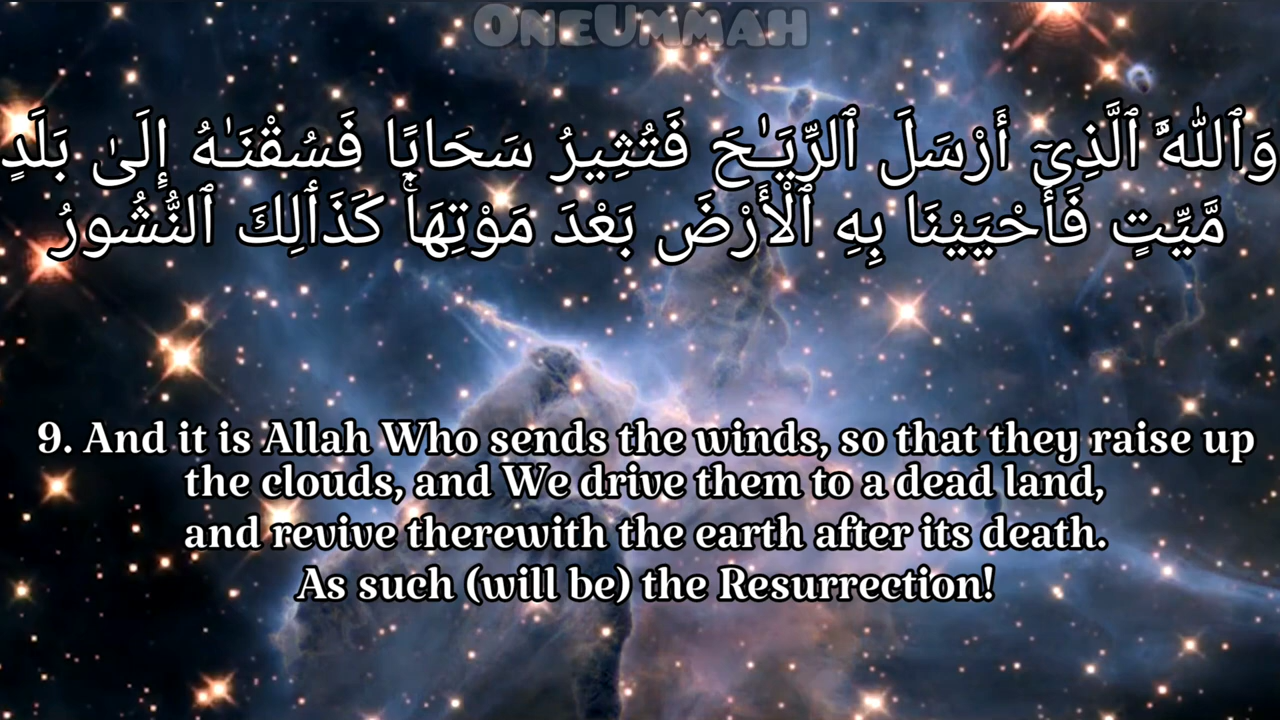 OneUmmah
وَٱللَّهُ ٱلَّذِىٓ أَرْسَلَ ٱلرِّيَـٰحَ فَتُثِيرُ سَحَابًا فَسُقْنَـٰهُ إِلَىٰ بَلَدٍ
مَّيِّتٍ فَأَحْيَيْنَا بِهِ ٱلْأَرْضَ بَعْدَ مَوْتِهَا ۚ كَذَٲلِكَ ٱلنُّشُورُ
9. And it is Allah Who sends the winds, so that they raise up
the clouds, and We drive them to a dead land,
and revive therewith the earth after its death.
As such (will be) the Resurrection!